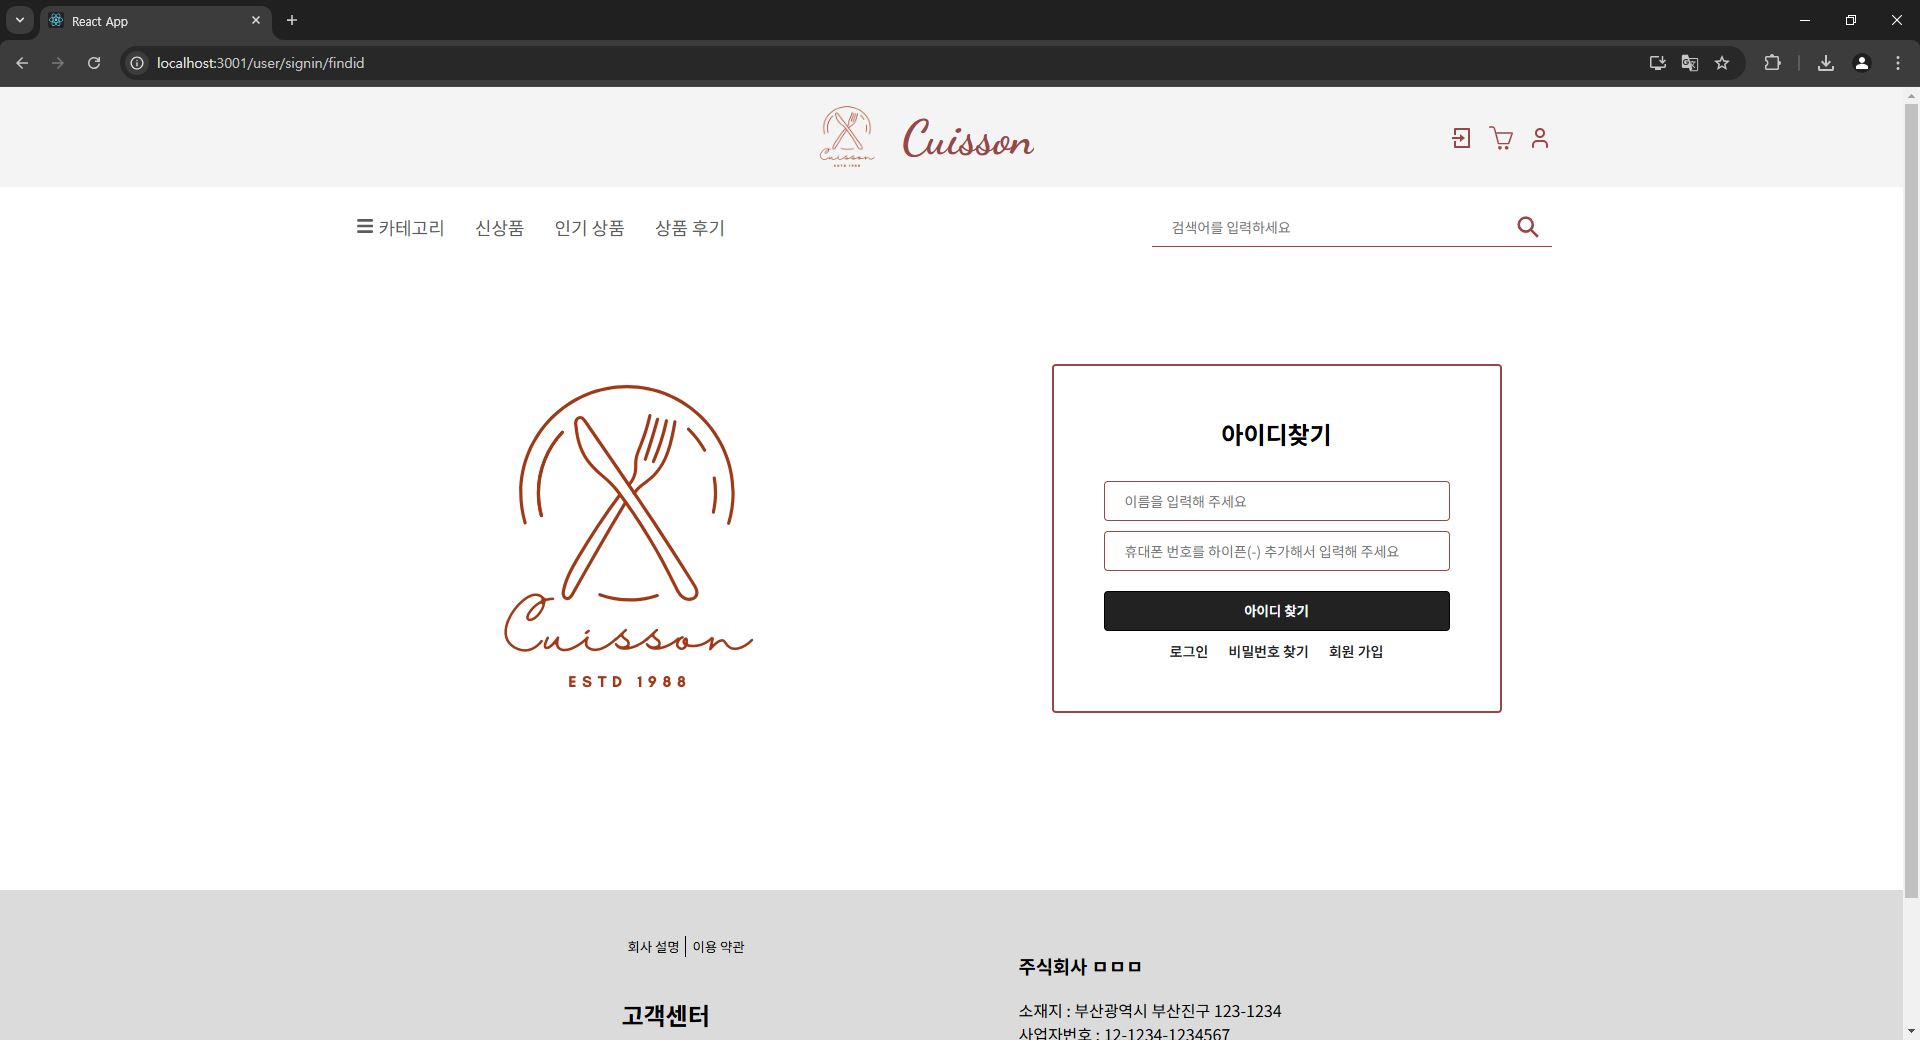 React App
localhost:3001/user/signin/findid
Cuisson
ESTD 1988
Cuisson
카테고리 신상품 인기 상품 상품 후기
검색어를 입력하세요
Cuisson
ESTD 1988
아이디찾기
이름을 입력해 주세요
휴대폰 번호를 하이픈(-) 추가해서 입력해 주세요
아이디 찾기
로그인 비밀번호 찾기 회원 가입
회사 설명 이용 약관
고객센터
주식회사 ㅁㅁㅁ
소재지 : 부산광역시 부산진구 123-1234
사업자번호 : 12-1234-1234567